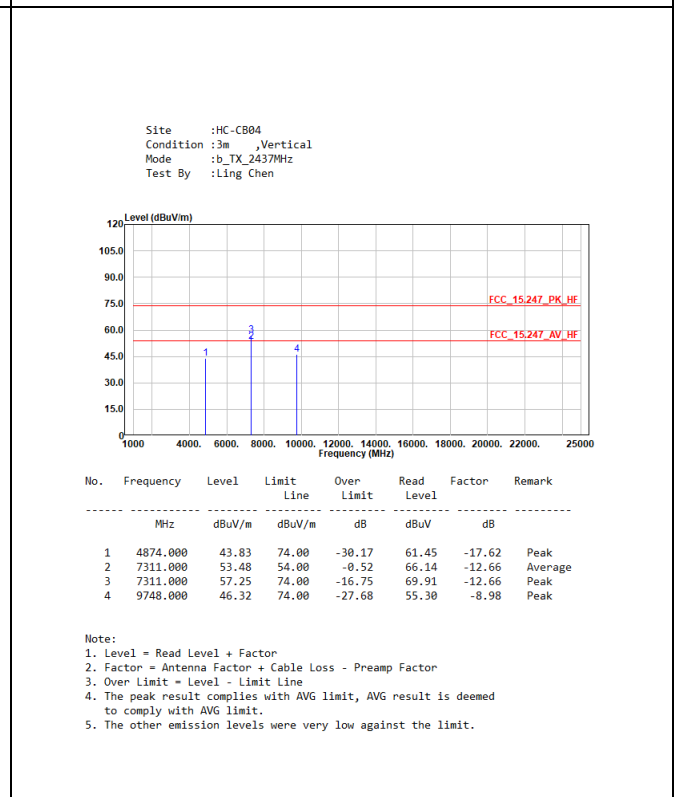 Site      :HC-CB04
Condition :3m    ,Vertical
Mode      :b_TX_2437MHz
Test By   :Ling Chen
Level (dBuV/m)
120
105.0
90.0
75.0
FCC_15.247_PK_HF
60.0
FCC_15.247_AV_HF
45.0
30.0
15.0
0
1
2
3
4
1000 4000. 6000. 8000. 10000. 12000. 14000. 16000. 18000. 20000. 22000. 25000
Frequency (MHz)
No. Frequency Level Limit Over Read Factor Remark
Line Limit Level
------ ----------- -------- --------- --------- -------- -------- ---------
MHz dBuV/m dBuV/m dB dBuV dB
1 4874.000 43.83 74.00 -30.17 61.45 -17.62 Peak
2 7311.000 53.48 54.00 -0.52 66.14 -12.66 Average
3 7311.000 57.25 74.00 -16.75 69.91 -12.66 Peak
4 9748.000 46.32 74.00 -27.68 55.30 -8.98 Peak
Note:
1. Level = Read Level + Factor
2. Factor = Antenna Factor + Cable Loss - Preamp Factor
3. Over Limit = Level - Limit Line
4. The peak result complies with AVG limit, AVG result is deemed
to comply with AVG limit.
5. The other emission levels were very low against the limit.